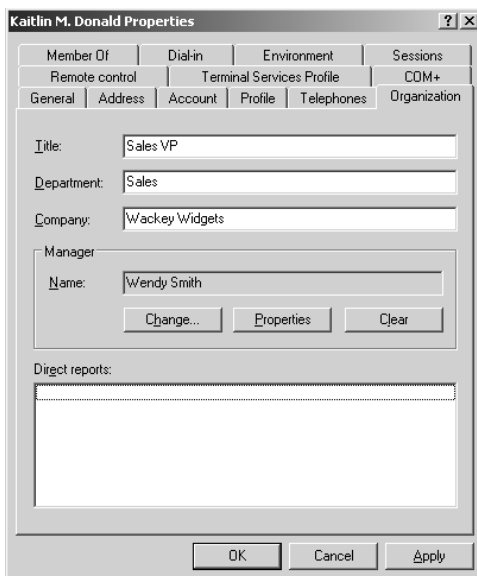 Kaitlin M. Donald Properties ? ×
Member Of Dial-in Environment Sessions
Remote control Terminal Services Profile COM+
General Address Account Profile Telephones Organization
Title: Sales VP
Department: Sales
Company: Wackey Widgets
Manager
Name: Wendy Smith
Change... Properties Clear
Direct reports:
OK Cancel Apply